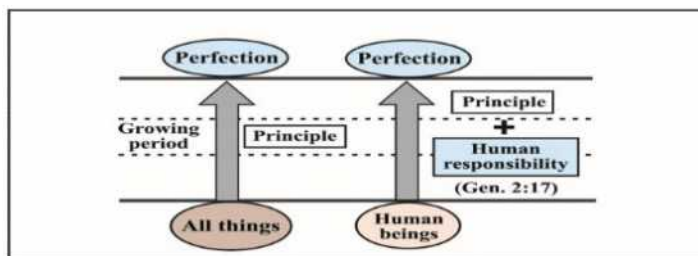 Perfection
Perfection
Principle
+
Growing
period
Principle
Human
responsibility
(Gen. 2:17)
All things
Human
beings